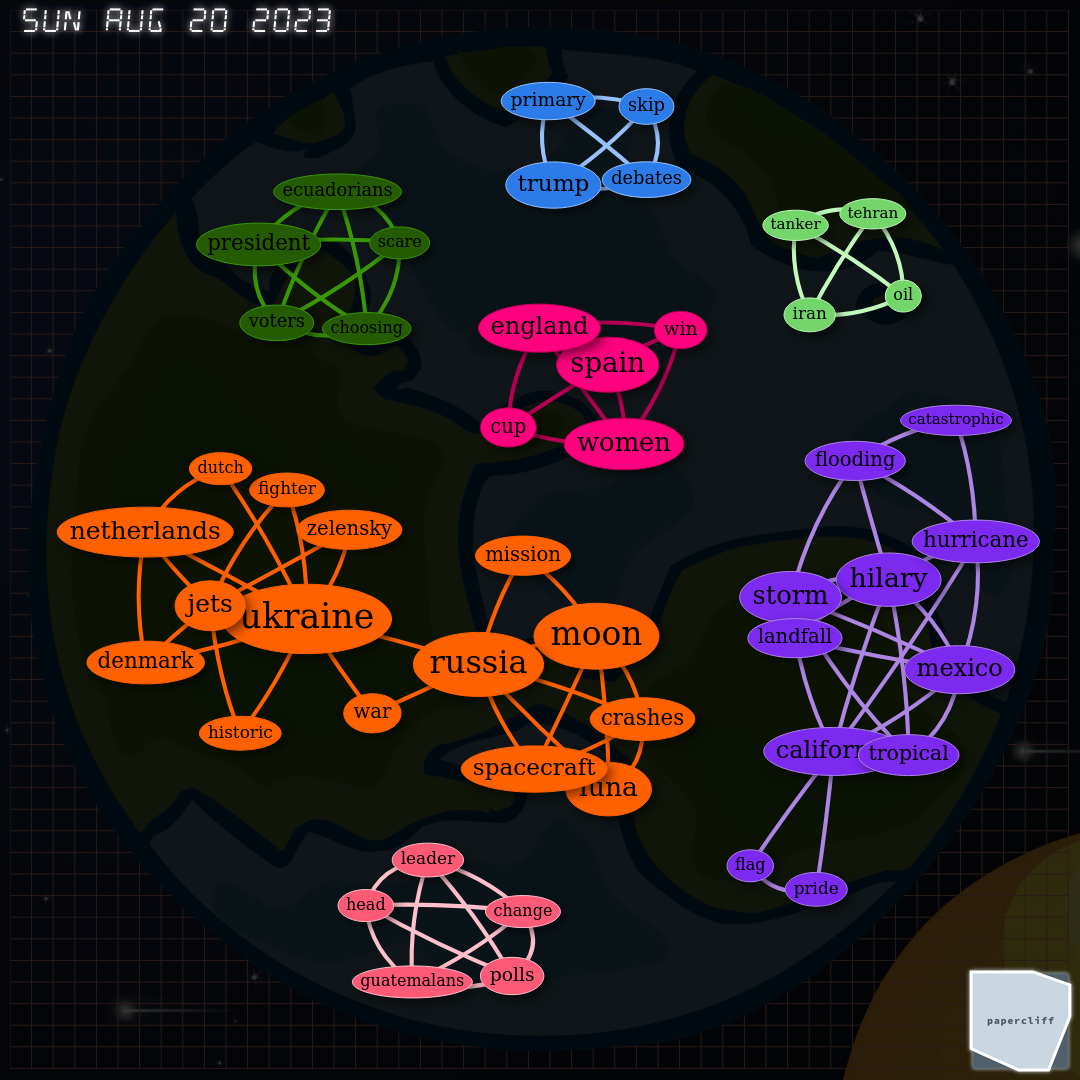 SUN AUG 20 2023
primary
skip
trump
debates
ecuadorians
president
scare
voters
choosing
tanker
tehran
oil
iran
england
win
spain
cup
women
catastrophic
flooding
hurricane
hilary
storm
landfall
mexico
tropical
flag
pride
dutch
fighter
netherlands
zelensky
jets
ukraine
denmark
historic
war
mission
moon
russia
crashes
spacecraft
leader
head
change
guatemalans
polls
papercliff